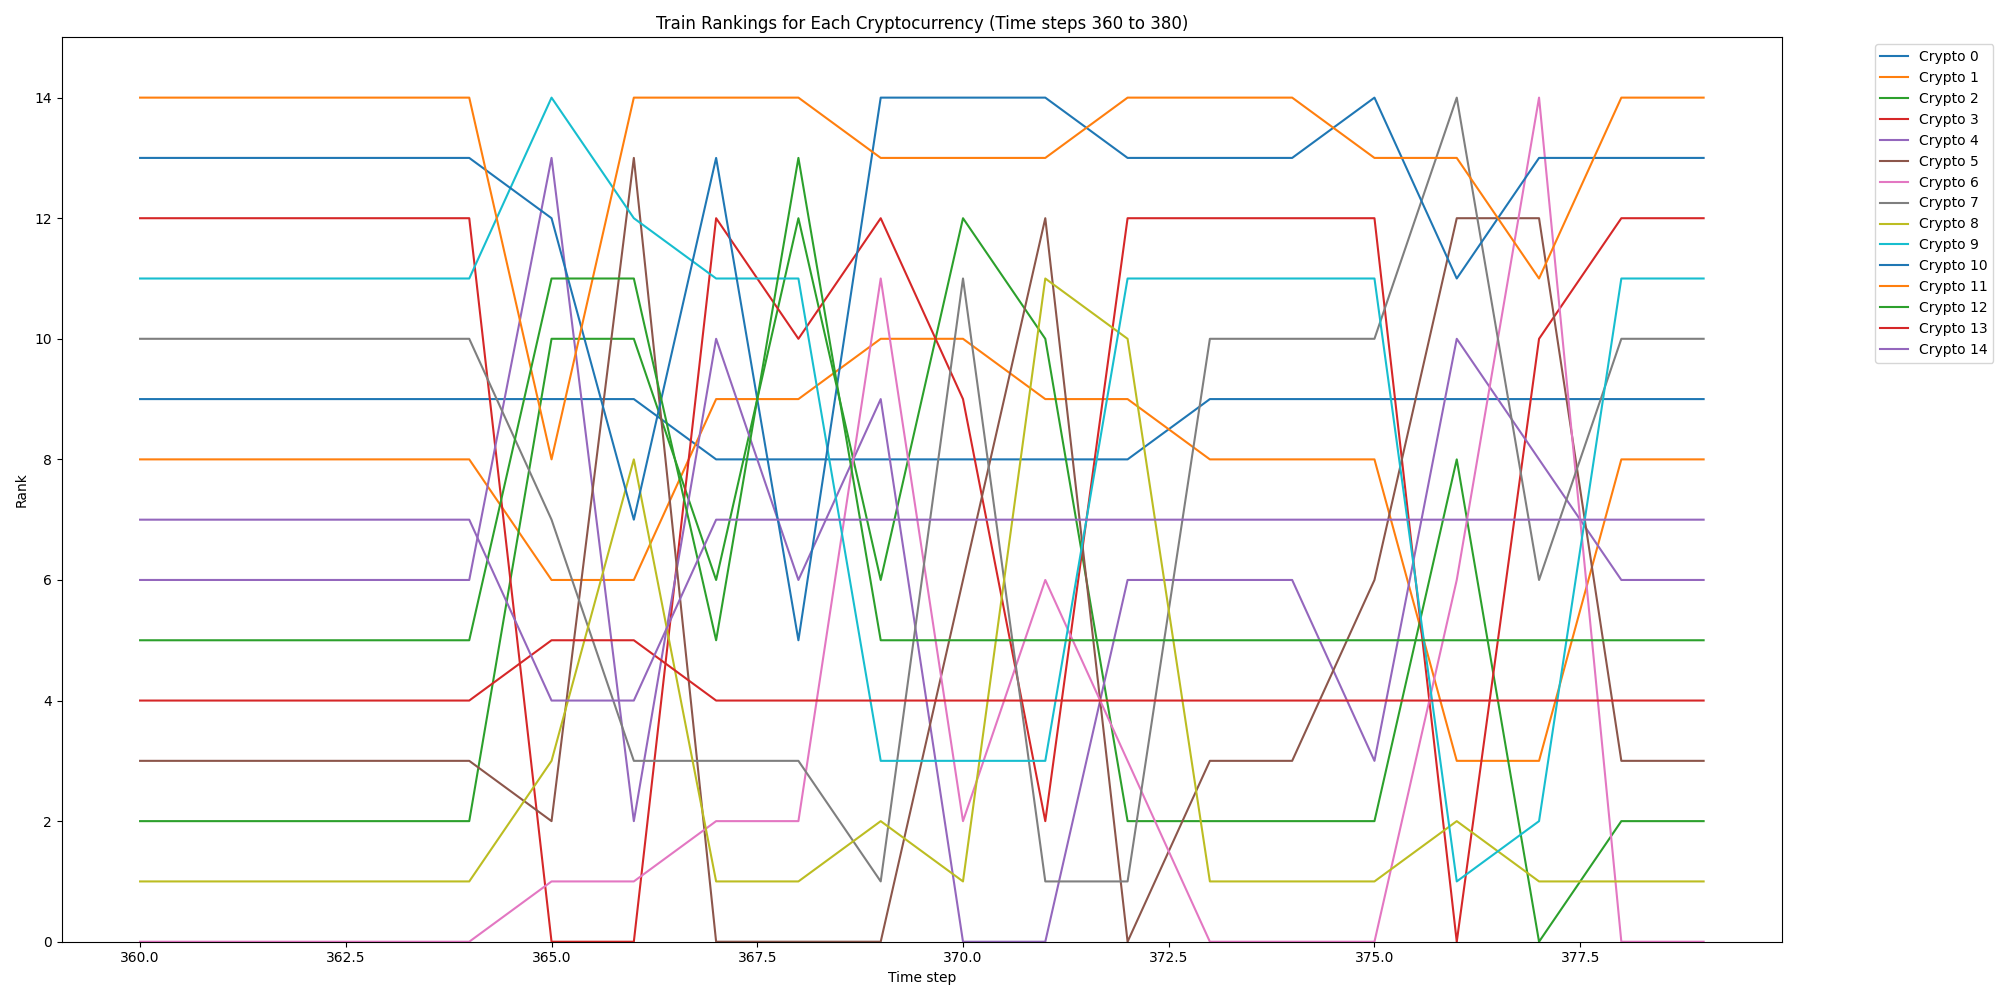 Train Rankings for Each Cryptocurrency (Time steps 360 to 380)
Rank
14
12
10
8
6
4
2
0
360.0
362.5
365.0
367.5
370.0
372.5
375.0
377.5
Time step
Crypto 0
Crypto 1
Crypto 2
Crypto 3
Crypto 4
Crypto 5
Crypto 6
Crypto 7
Crypto 8
Crypto 9
Crypto 10
Crypto 11
Crypto 12
Crypto 13
Crypto 14